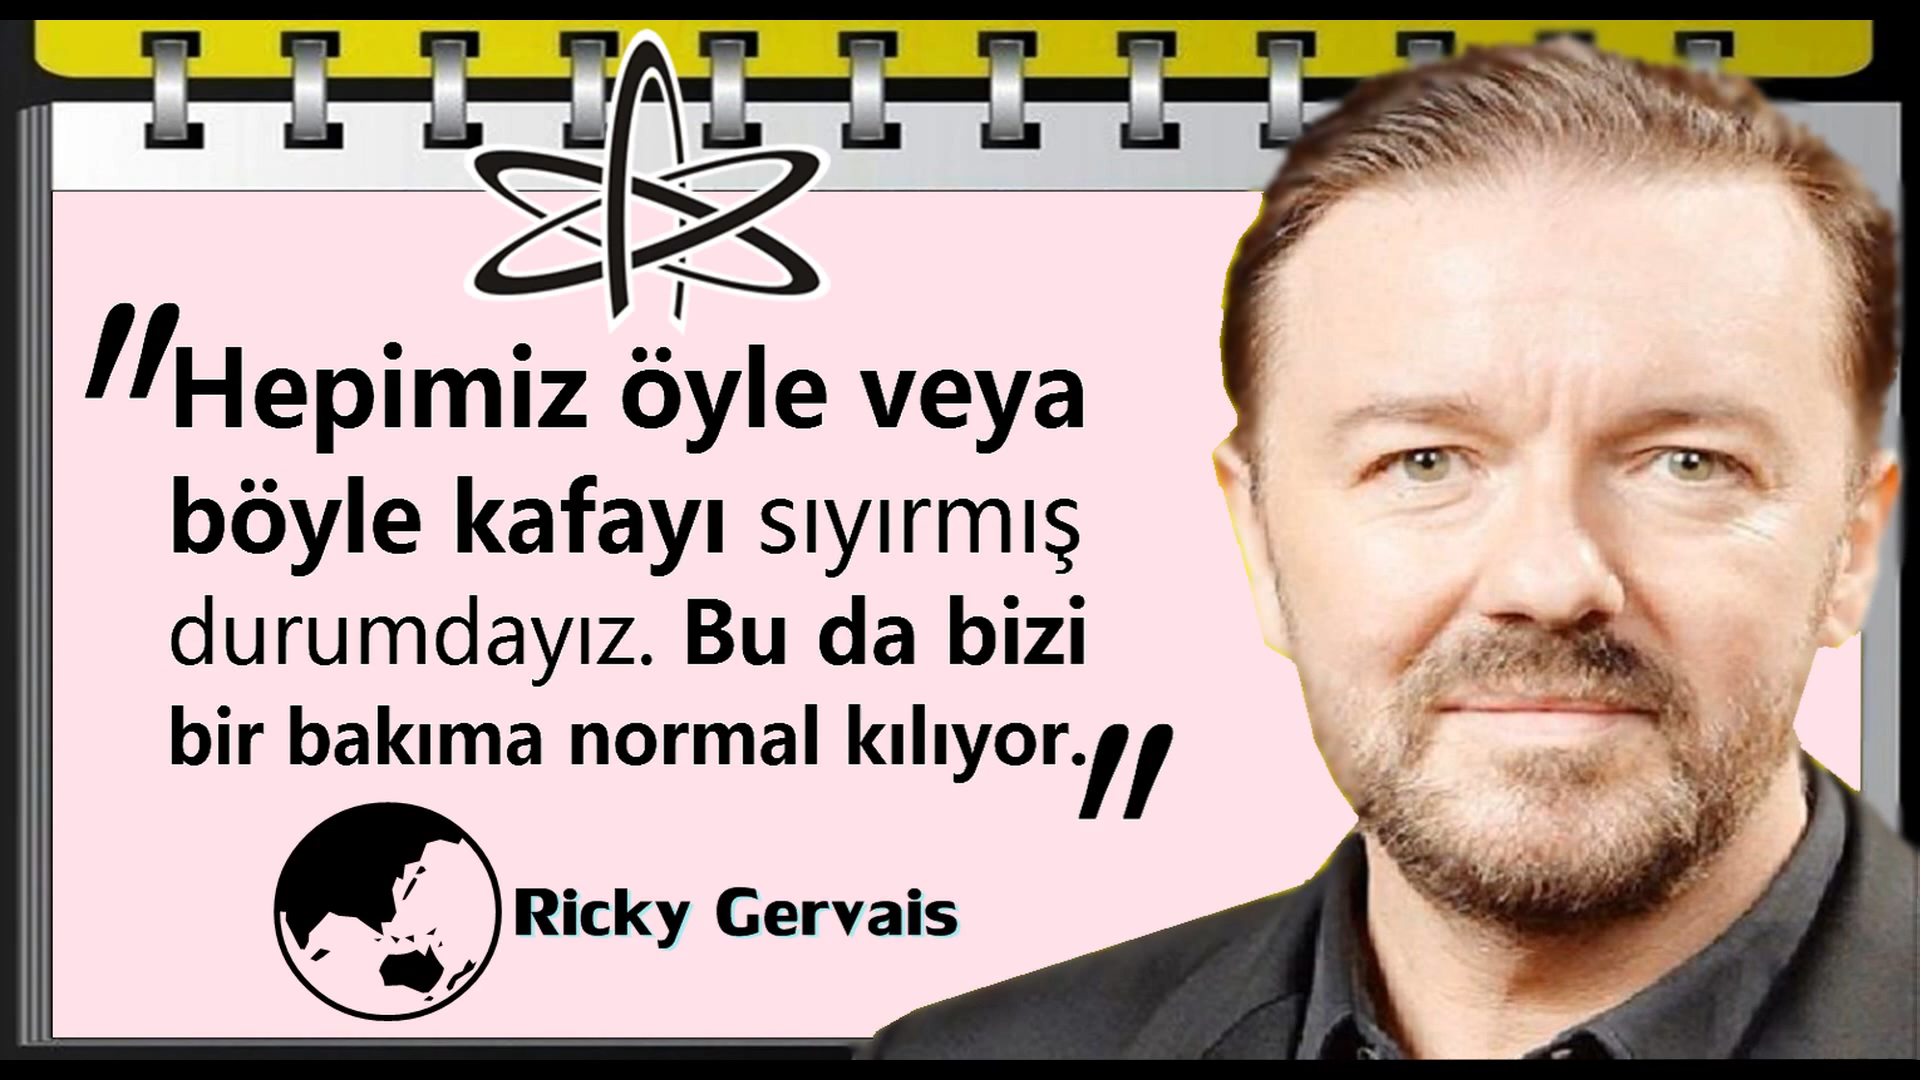 "Hepimiz öyle veya
böyle kafayı sıyırmış
durumdayız. Bu da bizi
bir bakıma normal kılıyor."
Ricky Gervais